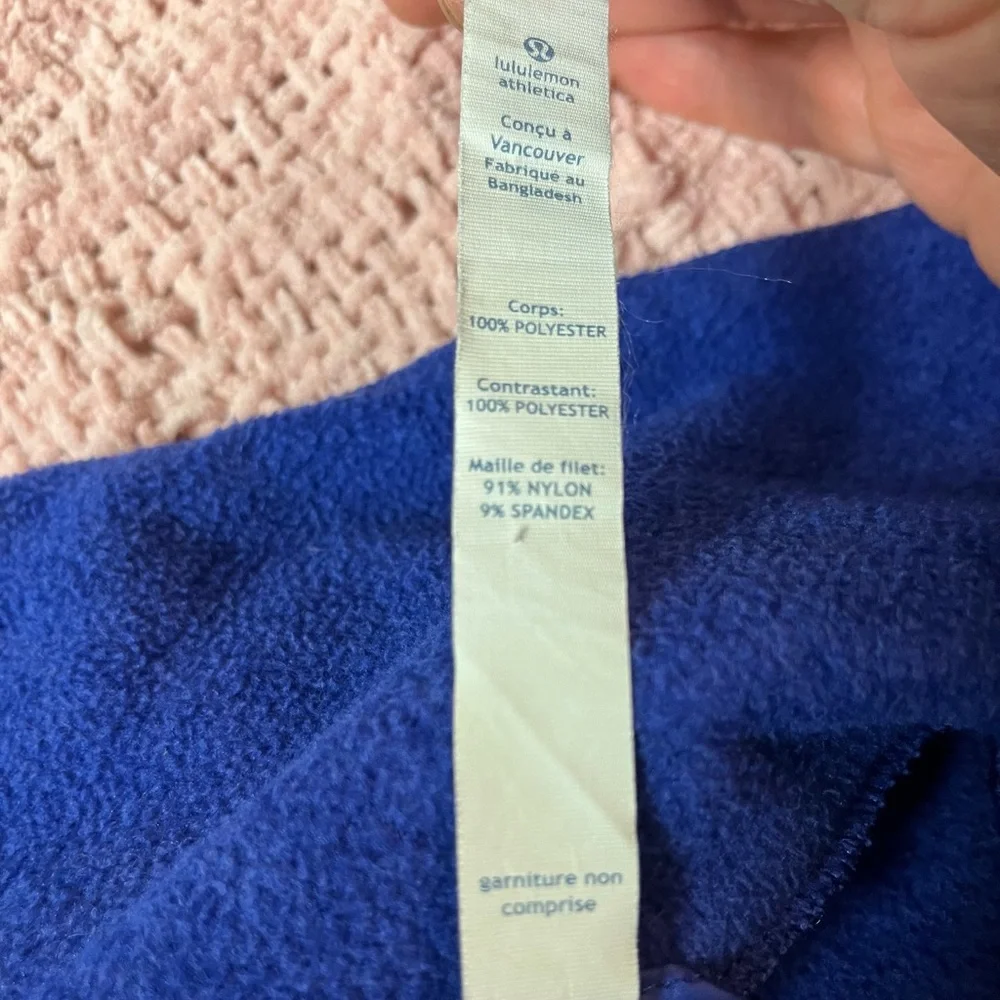 lululemon
athletica
Conçu à
Vancouver
Fabriqué au
Bangladesh
Corps:
100% POLYESTER
Contrastant:
100% POLYESTER
Maille de filet:
91% NYLON
9% SPANDEX
garniture non
comprise